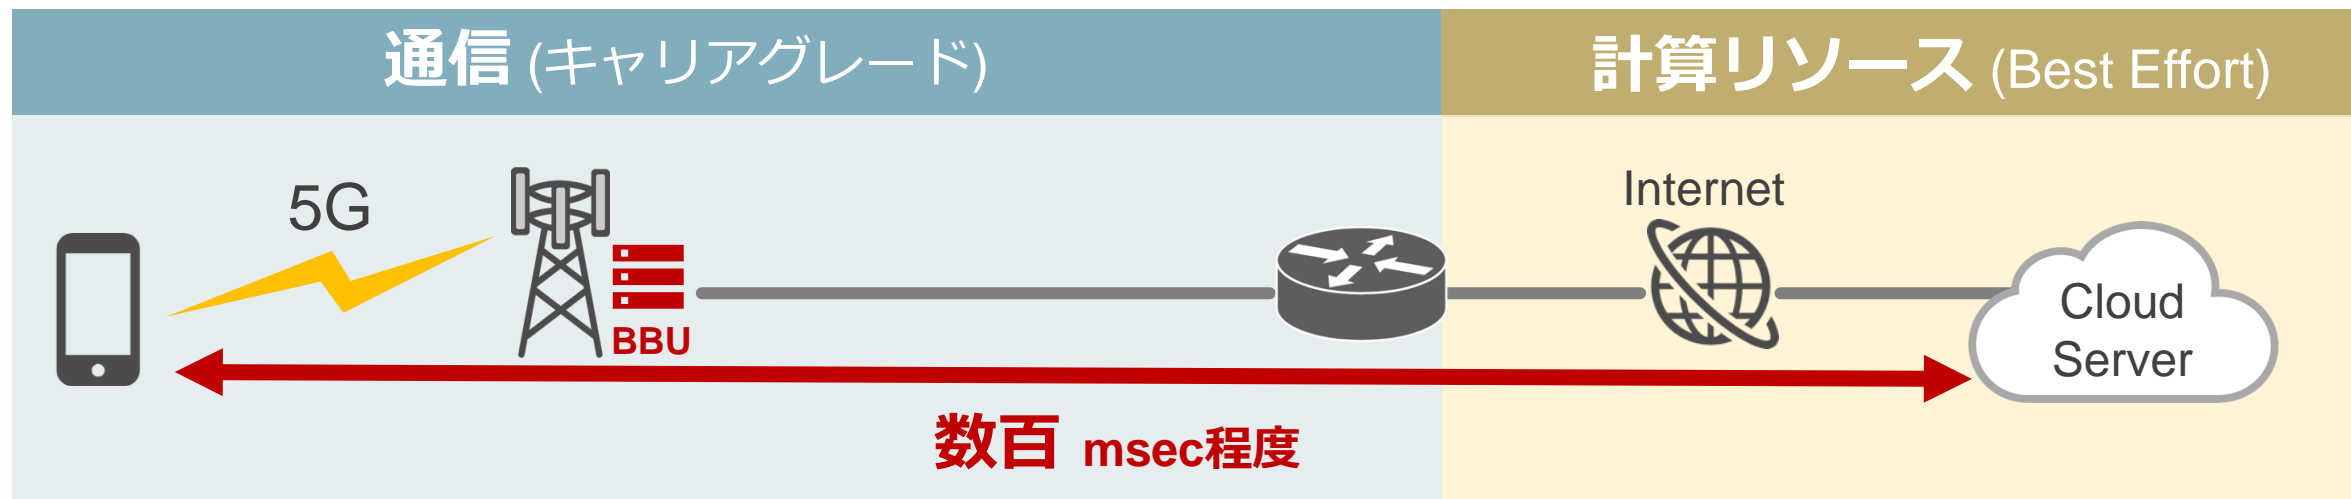 通信 (キャリアグレード)
計算リソース (Best Effort)
5G
BBU
Internet
Cloud
Server
数百 msec程度